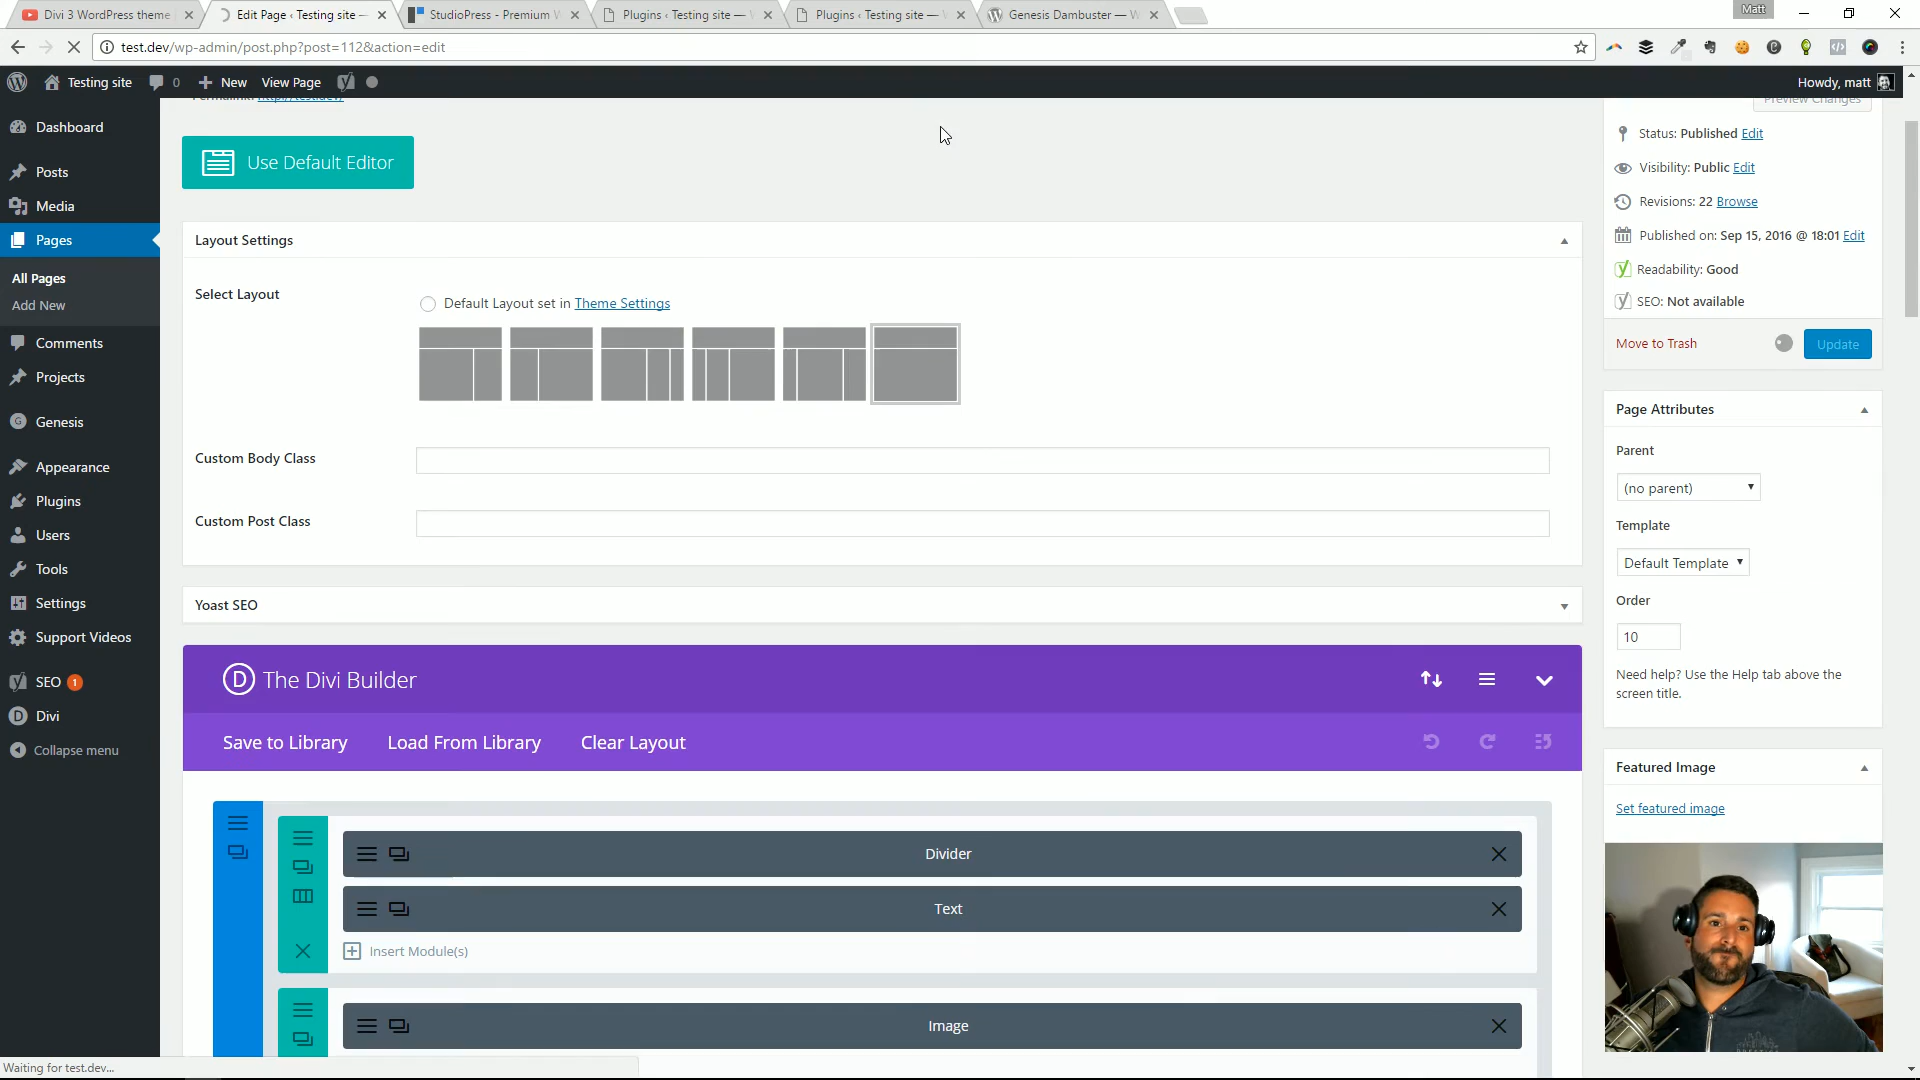 Divi 3 WordPress theme
Edit Page ‹ Testing site —
StudioPress - Premium W
Plugins ‹ Testing site —
Plugins ‹ Testing site — V
Genesis Dambuster — W
Matt
test.dev/wp-admin/post.php?post=112&action=edit
Testing site
0
New
View Page
Howdy, matt
Dashboard
Posts
Media
Pages
All Pages
Add New
Comments
Projects
Genesis
Appearance
Plugins
Users
Tools
Settings
Support Videos
SEO 1
Divi
Collapse menu
Permalink: http://test.dev/
Use Default Editor
Layout Settings
Select Layout
Default Layout set in Theme Settings
Custom Body Class
Custom Post Class
Yoast SEO
D The Divi Builder
Save to Library
Load From Library
Clear Layout
Divider
Text
Insert Module(s)
Image
Preview Changes
Status: Published Edit
Visibility: Public Edit
Revisions: 22 Browse
Published on: Sep 15, 2016 @ 18:01 Edit
Readability: Good
SEO: Not available
Move to Trash
Update
Page Attributes
Parent
(no parent)
Template
Default Template
Order
10
Need help? Use the Help tab above the
screen title.
Featured Image
Set featured image
Waiting for test.dev...